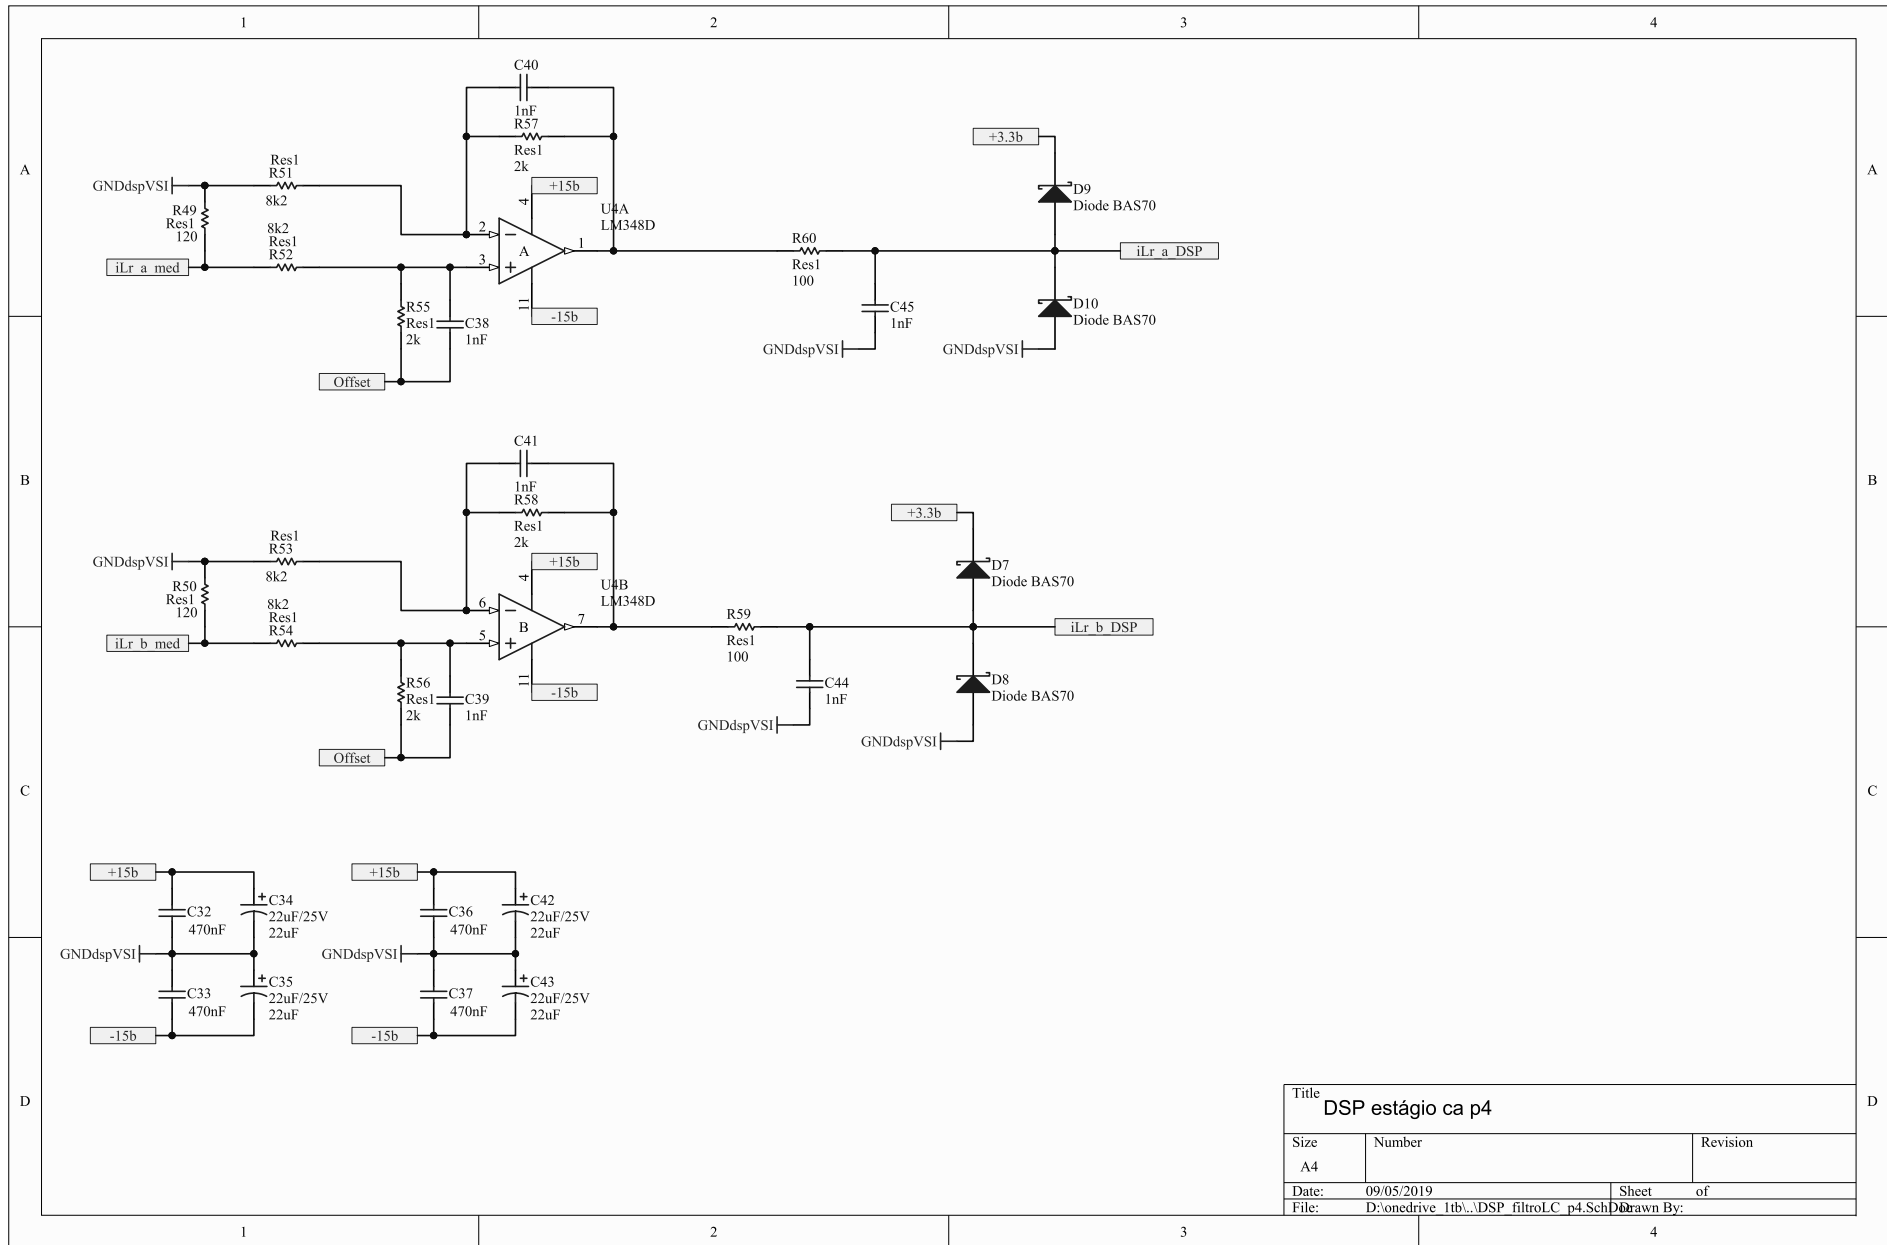 1 2 3 4
A A
B B
C C
D D
C40
1nF
R57
Res1
2k
Res1
R51
8k2
GNDdspVSI
R49
Res1
120
8k2
Res1
R52
iLr_a_med
+15b
4
U4A
LM348D
2
A
1
3
11
-15b
R55
Res1
2k
C38
1nF
Offset
R60
Res1
100
C45
1nF
GNDdspVSI
+3.3b
D9
Diode BAS70
iLr_a_DSP
D10
Diode BAS70
GNDdspVSI
C41
1nF
R58
Res1
2k
Res1
R53
8k2
GNDdspVSI
R50
Res1
120
8k2
Res1
R54
iLr_b_med
+15b
4
U4B
LM348D
6
B
7
5
11
-15b
R56
Res1
2k
C39
1nF
Offset
R59
Res1
100
C44
1nF
GNDdspVSI
+3.3b
D7
Diode BAS70
iLr_b_DSP
D8
Diode BAS70
GNDdspVSI
+15b
C32
470nF
+C34
22uF/25V
22uF
GNDdspVSI
C33
470nF
+C35
22uF/25V
22uF
-15b
+15b
C36
470nF
+C42
22uF/25V
22uF
GNDdspVSI
C37
470nF
+C43
22uF/25V
22uF
-15b
Title
DSP estágio ca p4
Size Number Revision
A4
Date: 09/05/2019 Sheet of
File: D:\onedrive_1tb\..\DSP_filtroLC_p4.SchDoc Drawn By:
1 2 3 4